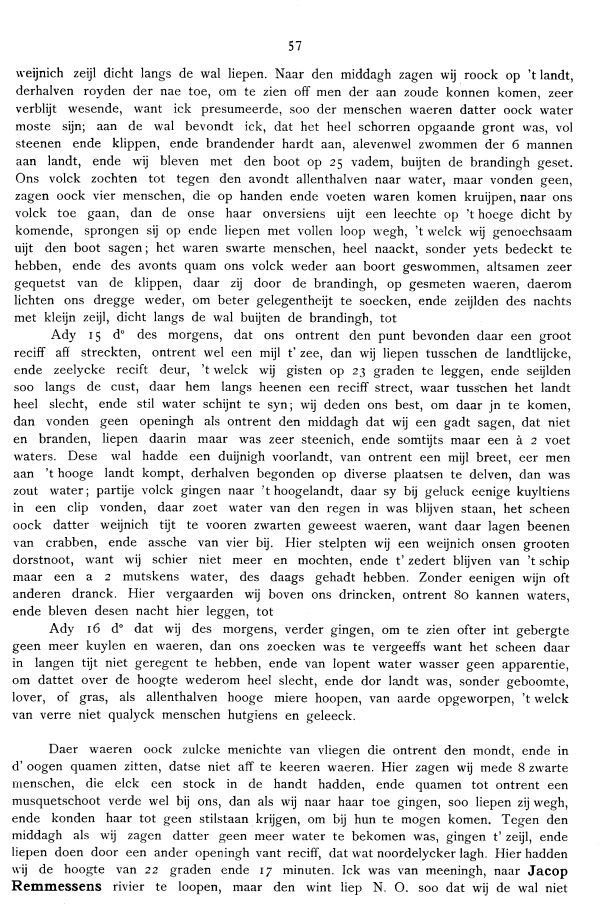 57
weijnich zeijl dicht langs de wal liepen. Naar den middagh zagen wij roock op 't landt,
derhalven royden der nae toe, om te zien off men der aan zoude konnen komen, zeer
verblijt wesende, want ick presumeerde, soo der menschen waeren datter oock water
moste sijn; aan de wal bevondt ick, dat het heel schorren opgaande gront was, vol
steenen ende klippen, ende brandender hardt aan, alevenwel zwommen der 6 mannen
aan landt, ende wij bleven met den boot op 25 vadem, buijten de brandingh geset.
Ons volck zochten tot tegen den avondt allenthalven naar water, maar vonden geen,
zagen oock vier menschen, die op handen ende voeten waren komen kruijpen, naar ons
volck toe gaan, dan de onse haar onversiens uijt een leechte op 't hoege dicht by
komende, sprongen sij op ende liepen met vollen loop wegh, 't welck wij genoechsaam
uijt den boot sagen; het waren swarte menschen, heel naackt, sonder yets bedeckt te
hebben, ende des avonts quam ons volck weder aan boort geswommen, altsamen zeer
gequetst van de klippen, daar zij door de brandingh, op gesmeten waeren, daerom
lichten ons dregge weder, om beter gelegentheijt te soecken, ende zeijlden des nachts
met kleijn zeijl, dicht langs de wal buijten de brandingh, tot
Ady 15 d° des morgens, dat ons ontrent den punt bevonden daar een groot
reciff aff streckten, ontrent wel een mijl t' zee, dan wij liepen tusschen de landtlijcke,
ende zeelycke recift deur, 't welck wij gisten op 23 graden te leggen, ende seijlden
soo langs de cust, daar hem langs heenen een reciff strect, waar tusschen het landt
heel slecht, ende stil water schijnt te syn; wij deden ons best, om daar jn te komen,
dan vonden geen openingh als ontrent den middagh dat wij een gadt sagen, dat niet
en branden, liepen daarin maar was zeer steenich, ende somtijts maar een à 2 voet
waters. Dese wal hadde een duijnigh voorlandt, van ontrent een mijl breet, eer men
aan 't hooge landt kompt, derhalven begonden op diverse plaatsen te delven, dan was
zout water; partije volck gingen naar 't hoogelandt, daar sy bij geluck eenige kuyltiens
in een clip vonden, daar zoet water van den regen in was blijven staan, het scheen
oock datter weijnich tijt te vooren zwarten geweest waeren, want daar lagen beenen
van crabben, ende assche van vier bij. Hier stelpten wij een weijnich onsen grooten
dorstnoot, want wij schier niet meer en mochten, ende t' zedert blijven van 't schip
maar een a 2 mutskens water, des daags gehadt hebben. Zonder eenigen wijn oft
anderen dranck. Hier vergaarden wij boven ons drincken, ontrent 80 kannen waters,
ende bleven desen nacht hier leggen, tot
Ady 16 d° dat wij des morgens, verder gingen, om te zien ofter int gebergte
geen meer kuylen en waeren, dan ons zoecken was te vergeeffs want het scheen daar
in langen tijt niet geregent te hebben, ende van lopent water wasser geen apparentie,
om dattet over de hoogte wederom heel slecht, ende dor landt was, sonder geboomte,
lover, of gras, als allenthalven hooge miere hoopen, van aarde opgeworpen, 't welck
van verre niet qualyck menschen hutgiens en geleeck.
Daer waeren oock zulcke menichte van vliegen die ontrent den mondt, ende in
d' oogen quamen zitten, datse niet aff te keeren waeren. Hier zagen wij mede 8 zwarte
menschen, die elck een stock in de handt hadden, ende quamen tot ontrent een
musquetschoot verde wel bij ons, dan als wij naar haar toe gingen, soo liepen zij wegh,
ende konden haar tot geen stilstaan krijgen, om bij hun te mogen komen. Tegen den
middagh als wij zagen datter geen meer water te bekomen was, gingen t' zeijl, ende
liepen doen door een ander openingh vant reciff, dat wat noordelycker lagh. Hier hadden
wij de hoogte van 22 graden ende 17 minuten. Ick was van meeningh, naar Jacop
Remmessens rivier te loopen, maar den wint liep N. O. soo dat wij de wal niet